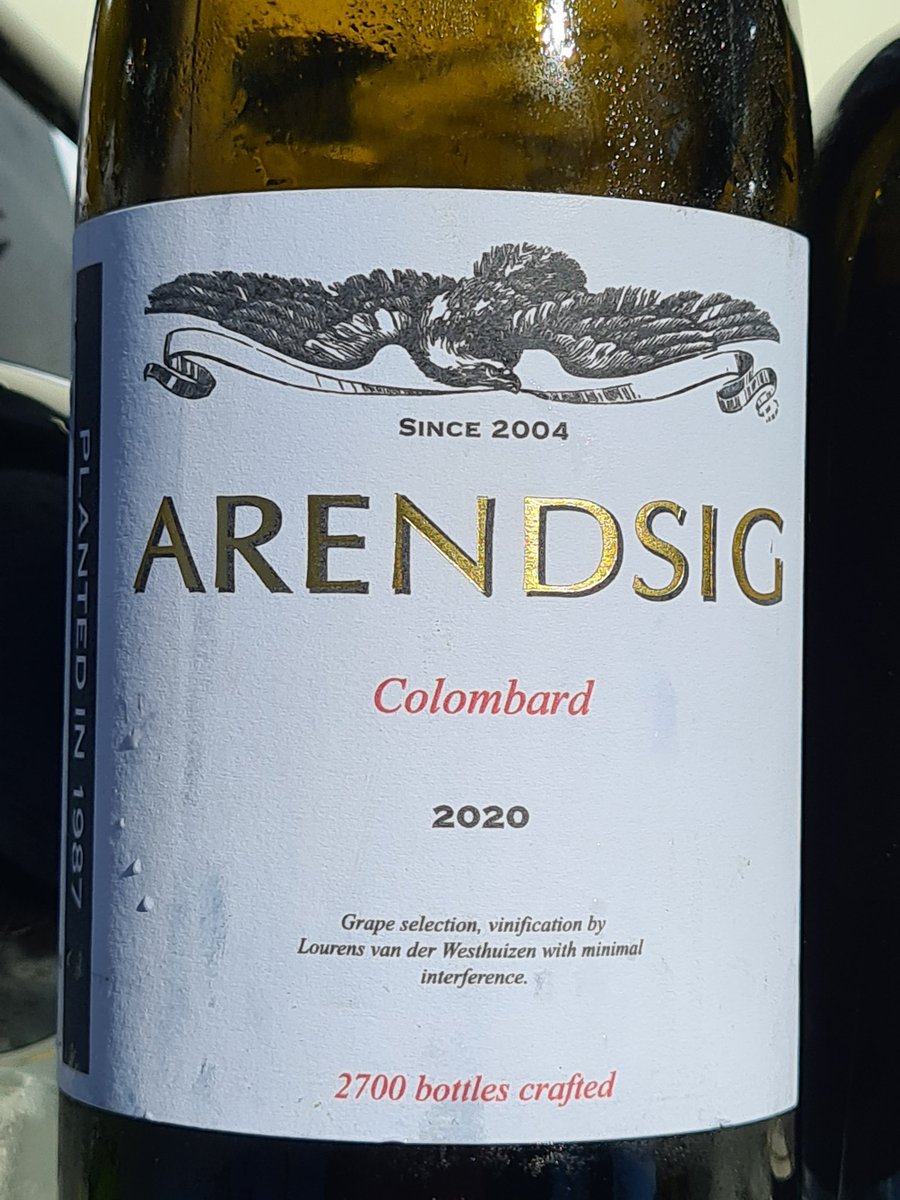 SINCE 2004
ARENDSIG
Colombard
2020
Grape selection, vinification by
Lourens van der Westhuizen with minimal
interference.
2700 bottles crafted
PLANTED IN 1987